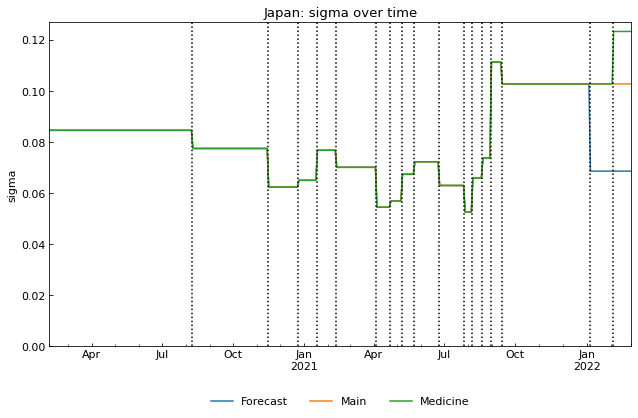 Japan: sigma over time
sigma
0.12
0.10
0.08
0.06
0.04
0.02
0.00
Apr Jul Oct Jan Apr Jul Oct Jan
2021 2022
Forecast Main Medicine